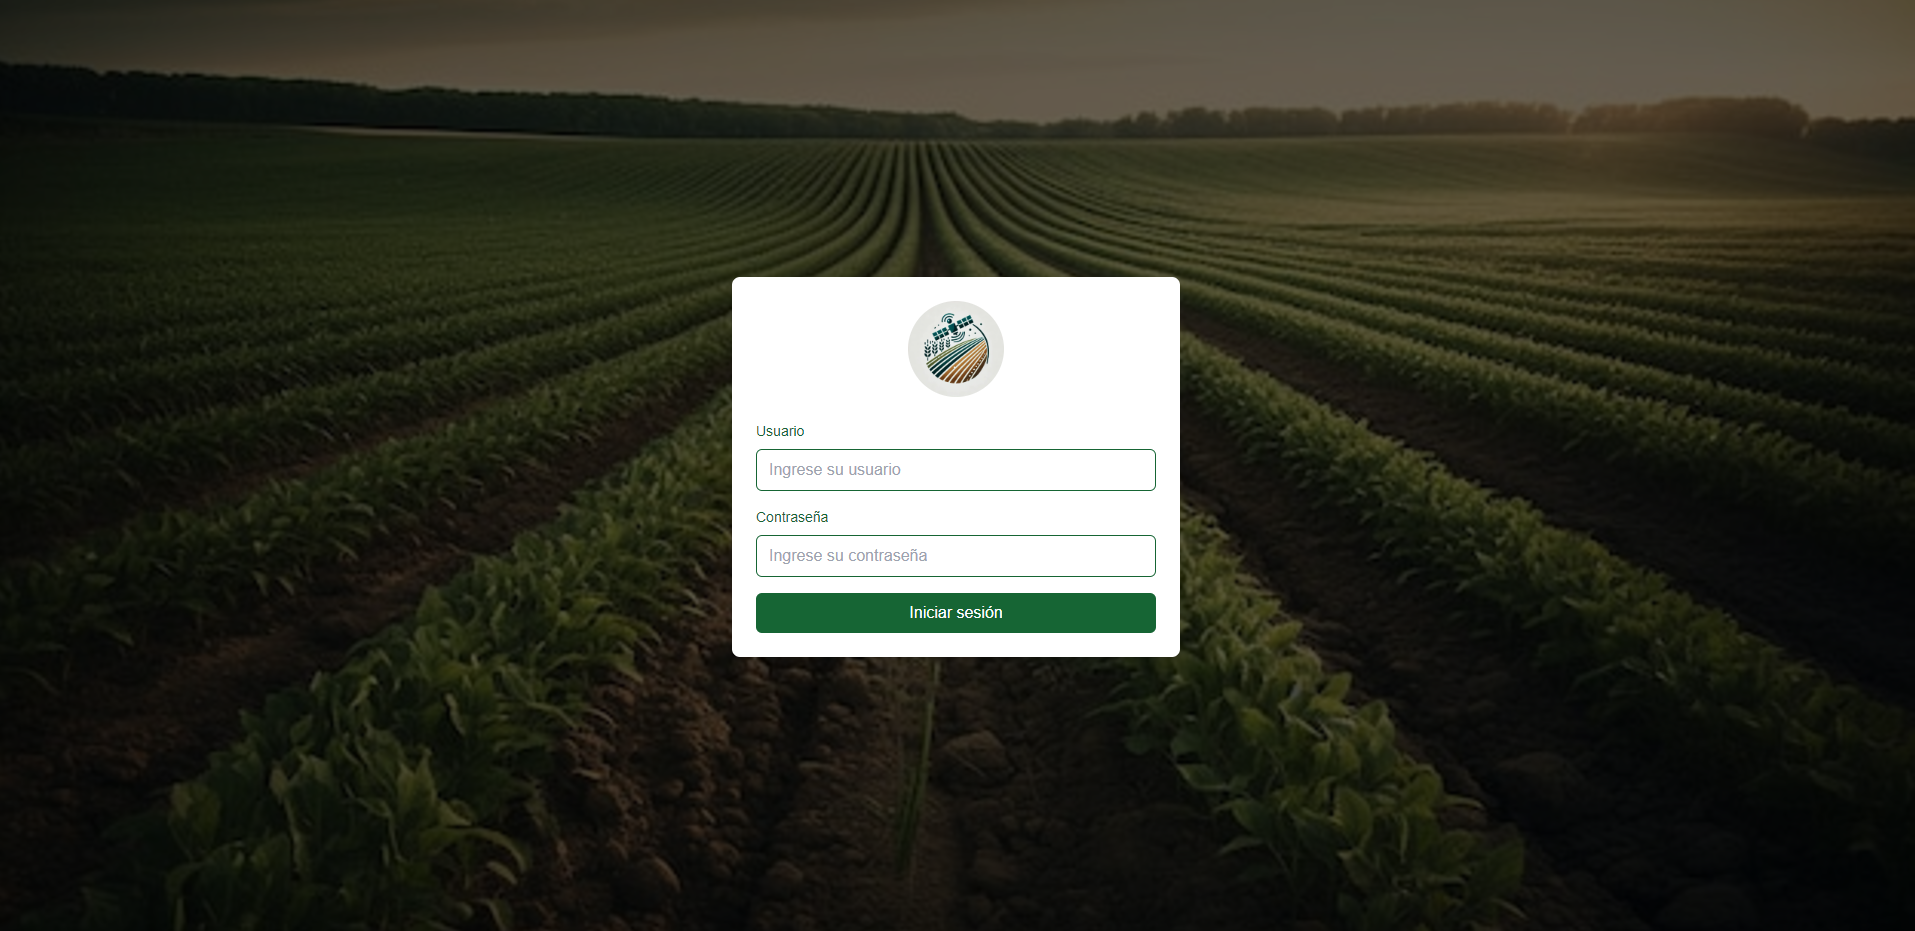 Usuario
Ingrese su usuario
Contraseña
Ingrese su contraseña
Iniciar sesión